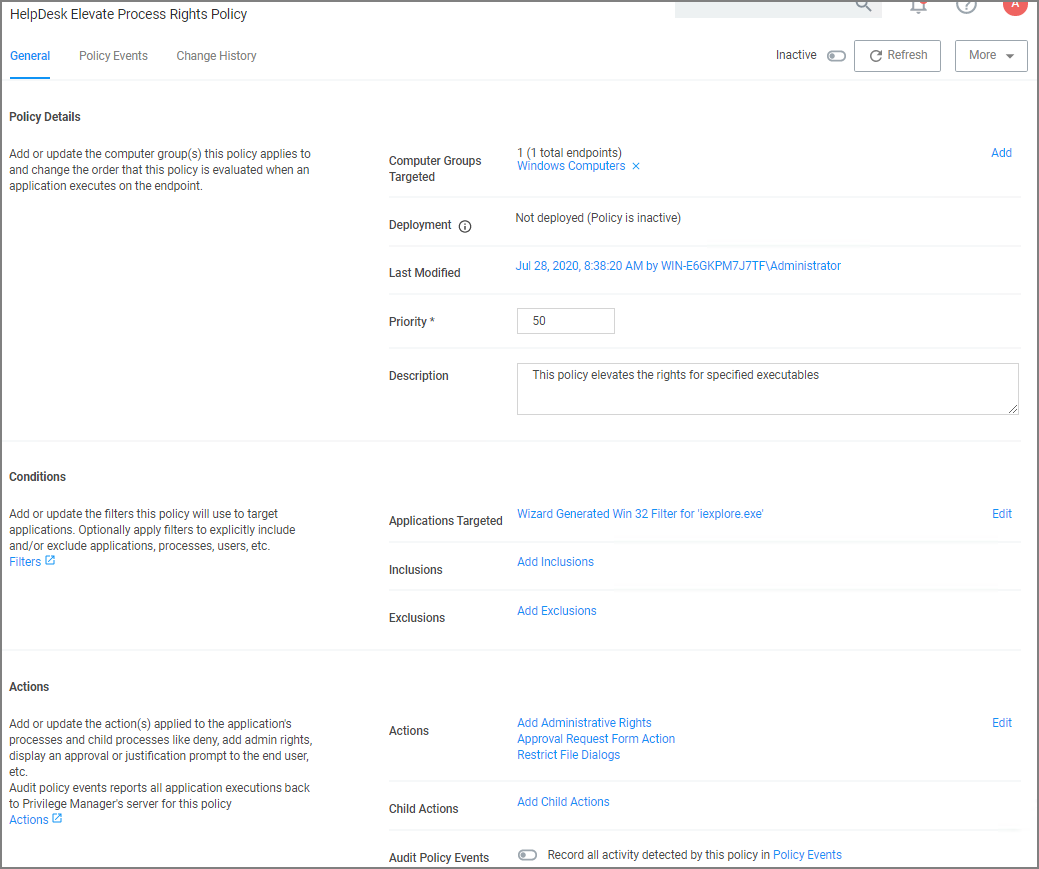 HelpDesk Elevate Process Rights Policy
A
General
Policy Events
Change History
Inactive
Refresh
More
Policy Details
Add or update the computer group(s) this policy applies to
and change the order that this policy is evaluated when an
application executes on the endpoint.
Computer Groups
Targeted
1 (1 total endpoints)
Windows Computers ×
Add
Deployment
Not deployed (Policy is inactive)
Last Modified
Jul 28, 2020, 8:38:20 AM by WIN-E6GKPM7J7TF\Administrator
Priority *
50
Description
This policy elevates the rights for specified executables
Conditions
Add or update the filters this policy will use to target
applications. Optionally apply filters to explicitly include
and/or exclude applications, processes, users, etc.
Filters
Applications Targeted
Wizard Generated Win 32 Filter for 'iexplore.exe'
Edit
Inclusions
Add Inclusions
Exclusions
Add Exclusions
Actions
Add or update the action(s) applied to the application's
processes and child processes like deny, add admin rights,
display an approval or justification prompt to the end user,
etc.
Audit policy events reports all application executions back
to Privilege Manager's server for this policy
Actions
Actions
Add Administrative Rights
Approval Request Form Action
Restrict File Dialogs
Edit
Child Actions
Add Child Actions
Audit Policy Events
Record all activity detected by this policy in Policy Events